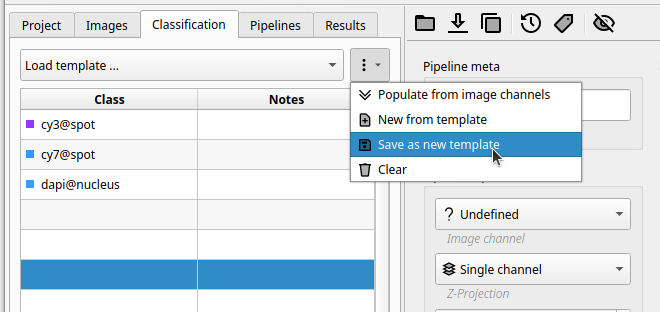 Project
Images
Classification
Pipelines
Results
Load template ...
Pipeline meta
Class
Notes
Populate from image channels
New from template
Save as new template
Clear
cy3@spot
cy7@spot
dapi@nucleus
Undefined
Image channel
Single channel
Z-Projection